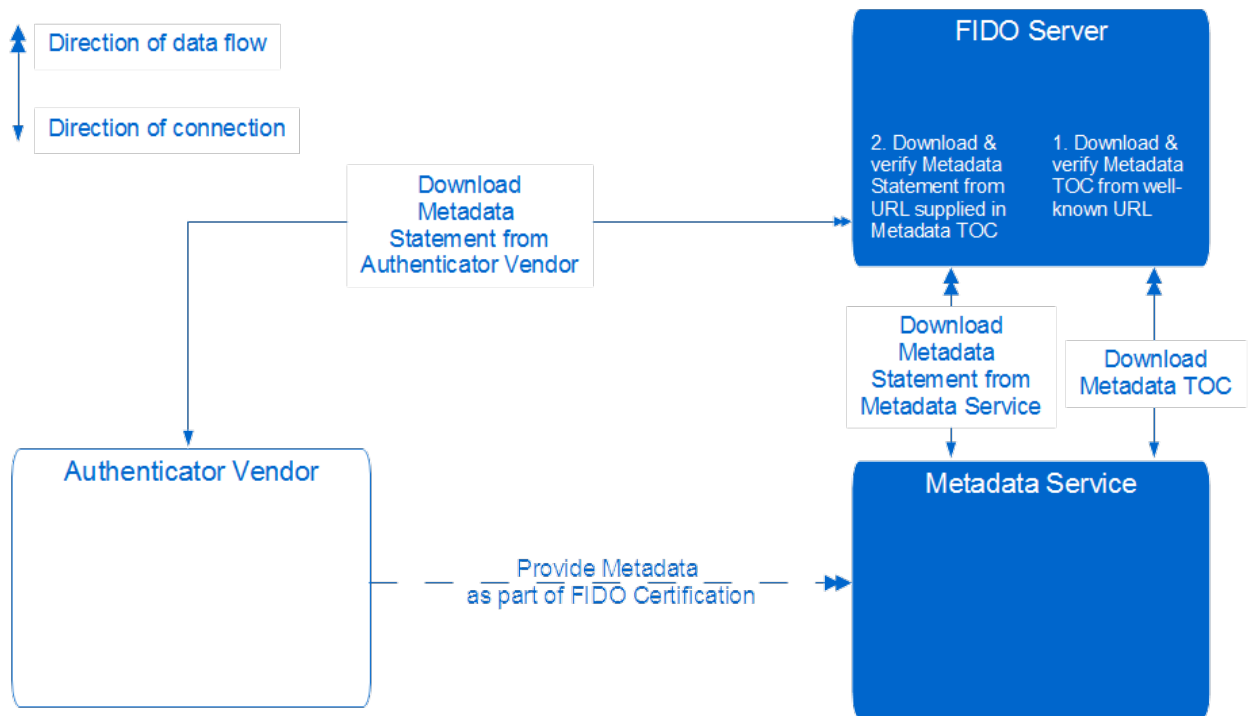 Direction of data flow
Direction of connection
FIDO Server
2. Download &
verify Metadata
Statement from
URL supplied in
Metadata TOC
1. Download &
verify Metadata
TOC from well-
known URL
Download
Metadata
Statement from
Authenticator Vendor
Download
Metadata
Statement from
Metadata Service
Download
Metadata TOC
Authenticator Vendor
Metadata Service
Provide Metadata
as part of FIDO Certification